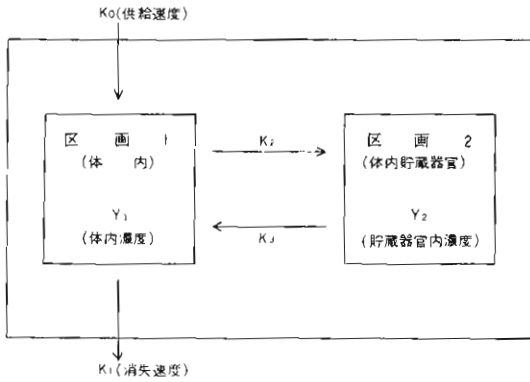 K₀(供給速度)
区 画 1
(体 内)
Y₁
(体内濃度)
K₂
K₃
区 画 2
(体内貯蔵器官)
Y₂
(貯蔵器官内濃度)
K₁(消失速度)